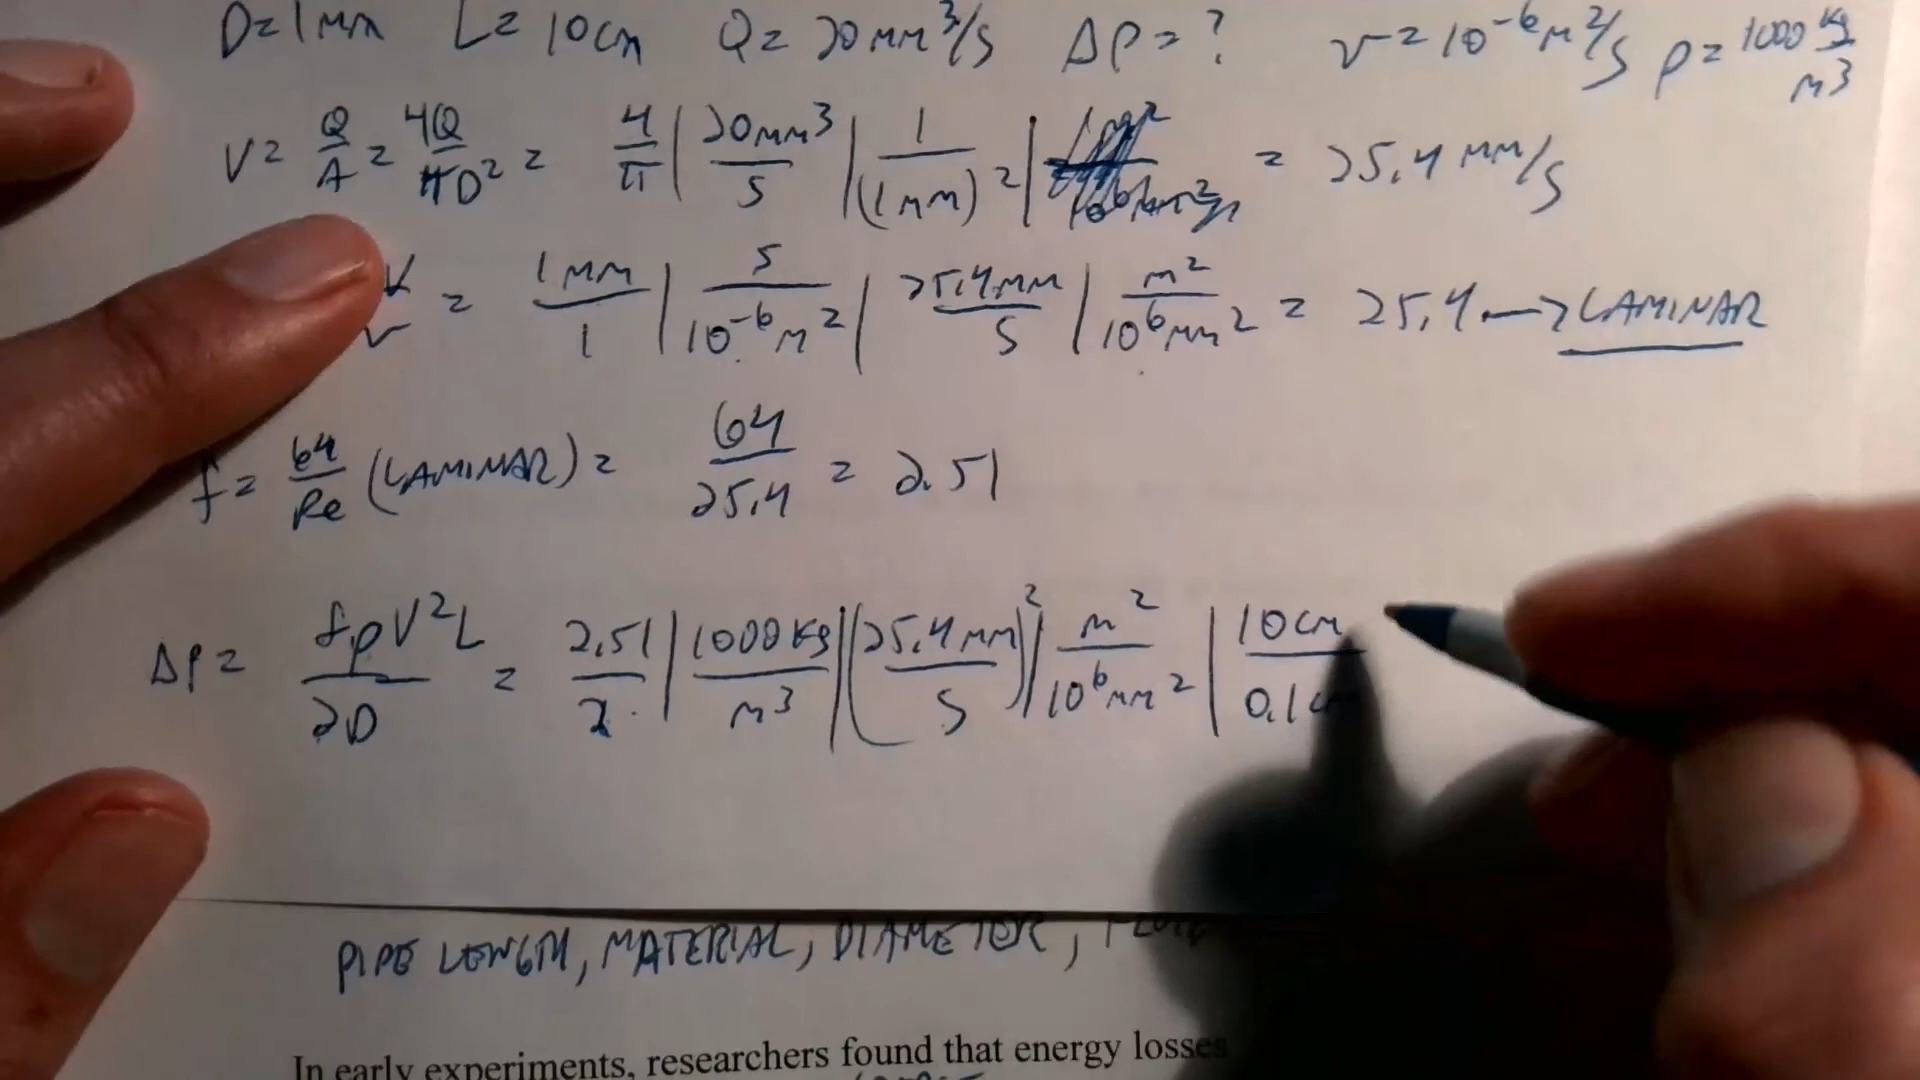 D=1mm L=10cm Q=20mm³/s Δp=? ν=10⁻⁶m²/s ρ=1000 kg/m³
V=Q/A=4Q/πD²=4/π|20mm³/s|1/(1mm)²| =25.4mm/s
V/ν=1mm/1|s/10⁻⁶m²|25.4mm/s|m²/10⁶mm²=25.4→LAMINAR
f=64/Re (LAMINAR)=64/25.4=2.51
Δp=fρV²L/2D=2.51/2|1000kg/m³|(25.4mm/s)²|m²/10⁶mm²|10cm/0.1cm
PIPE LENGTH, MATERIAL, DIAMETER,
In early experiments, researchers found that energy losses